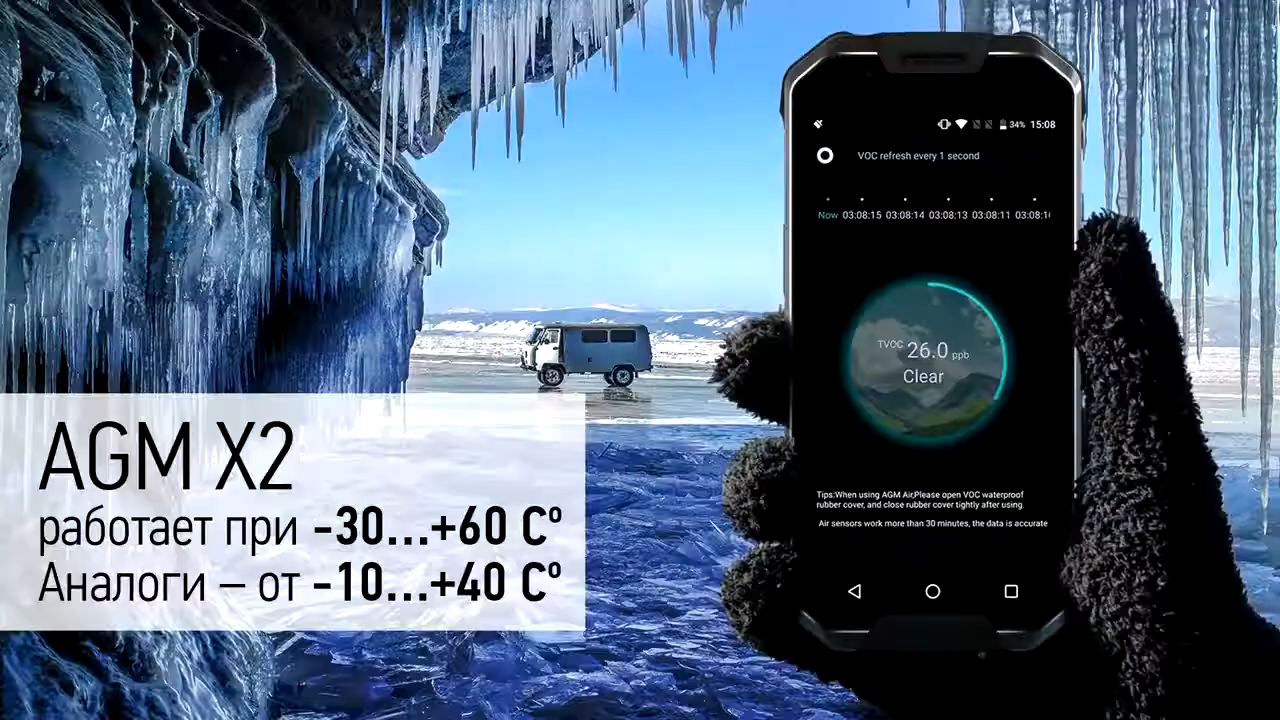 34% 15:08
VOC refresh every 1 second
Now 03:08:15 03:08:14 03:08:13 03:08:11
TVOC 26.0 ppb
Clear
AGM X2
работает при -30...+60 Cº
Аналоги – от -10...+40 Cº
Tips:When using AGM Air,Please open VOC waterproof
rubber cover, and close rubber cover tightly after using.
Air sensors work more than 30 minutes, the data is accurate